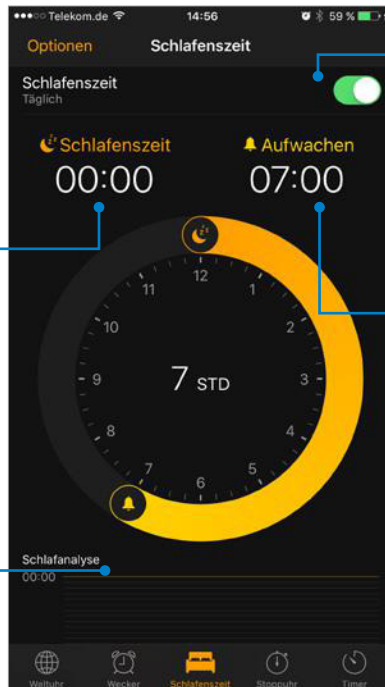 Telekom.de 14:56 59 %
Optionen Schlafenszeit
Schlafenszeit
Täglich
Schlafenszeit Aufwachen
00:00 07:00
12
11 1
10 2
9 7 STD 3
8 4
7 5
6
Schlafanalyse
00:00
Weltuhr Wecker Schlafenszeit Stoppuhr Timer